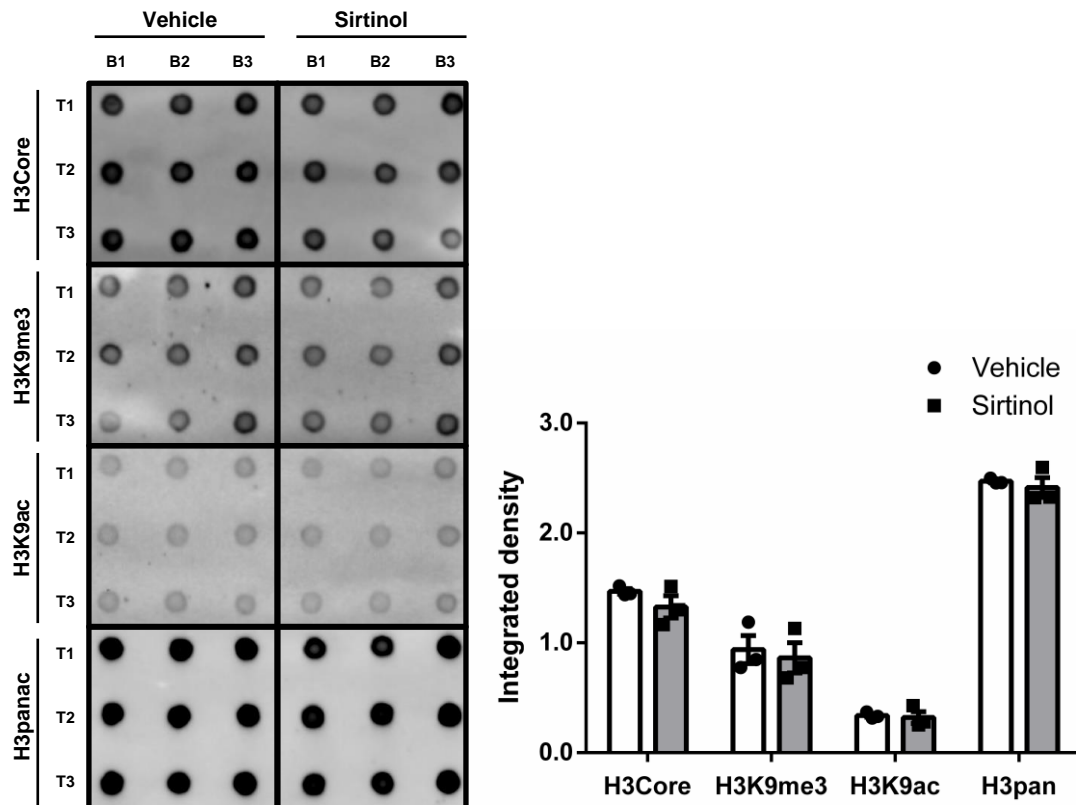 Vehicle Sirtinol
B1 B2 B3 B1 B2 B3
H3Core
T1
T2
T3
H3K9me3
T1
T2
T3
H3K9ac
T1
T2
T3
H3panac
T1
T2
T3
Vehicle
Sirtinol
Integrated density
3.0
2.0
1.0
0.0
H3Core H3K9me3 H3K9ac H3pan